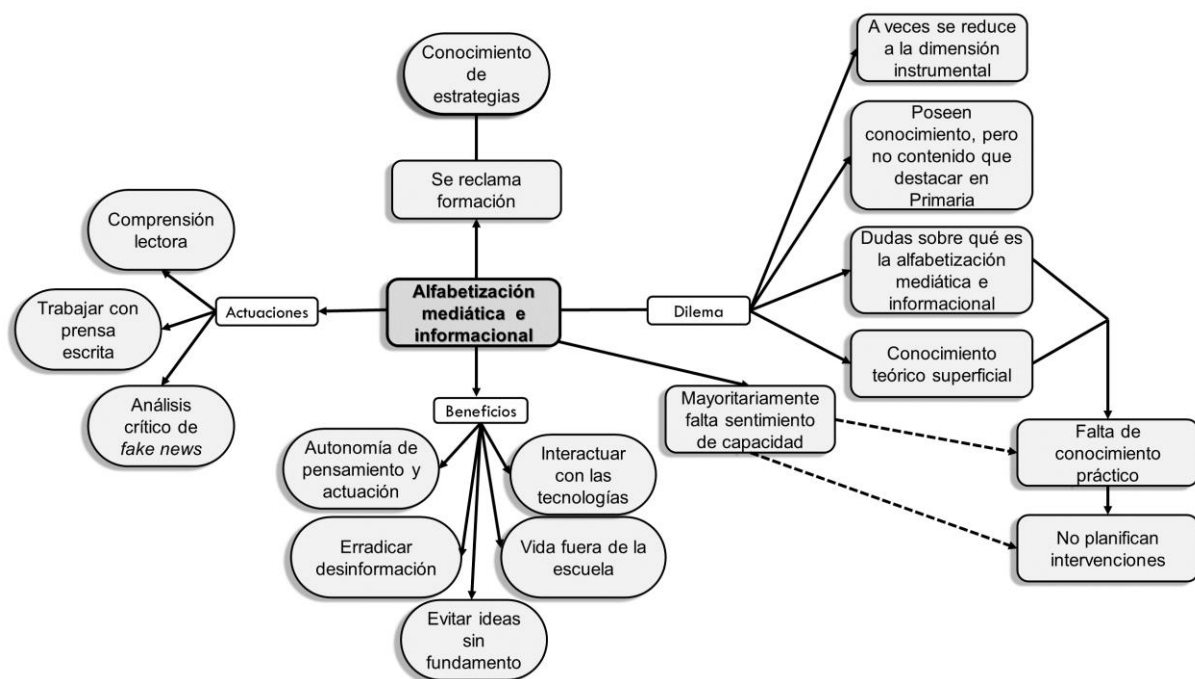 Conocimiento
de
estrategias
Se reclama
formación
Comprensión
lectora
Trabajar con
prensa
escrita
Análisis
crítico de
fake news
Actuaciones
Alfabetización
mediática e
informacional
Dilema
A veces se reduce
a la dimensión
instrumental
Poseen
conocimiento, pero
no contenido que
destacar en
Primaria
Dudas sobre qué es
la alfabetización
mediática e
informacional
Conocimiento
teórico superficial
Mayoritariamente
falta sentimiento
de capacidad
Falta de
conocimiento
práctico
No planifican
intervenciones
Beneficios
Autonomía de
pensamiento y
actuación
Interactuar
con las
tecnologías
Erradicar
desinformación
Vida fuera de la
escuela
Evitar ideas
sin
fundamento